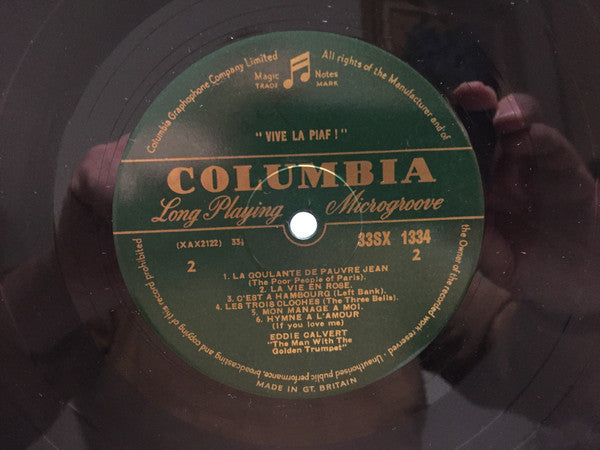 Columbia Graphophone Company Limited
All rights of the Manufacturer and of
the Owner of the recorded work reserved - Unauthorised public performance, broadcasting and copying of this record prohibited
Magic Notes
TRADE MARK
"VIVE LA PIAF!"
COLUMBIA
Long Playing Microgroove
(XAX2122) 33⅓
33SX 1334
2
2
1. LA GOULANTE DE PAUVRE JEAN
(The Poor People of Paris).
2. LA VIE EN ROSE.
3. C'EST A HAMBOURG (Left Bank).
4. LES TROIS CLOCHES (The Three Bells).
5. MON MANAGE A MOI.
6. HYMNE A L'AMOUR
(If you love me)
EDDIE CALVERT
"The Man With The
Golden Trumpet"
MADE IN GT. BRITAIN